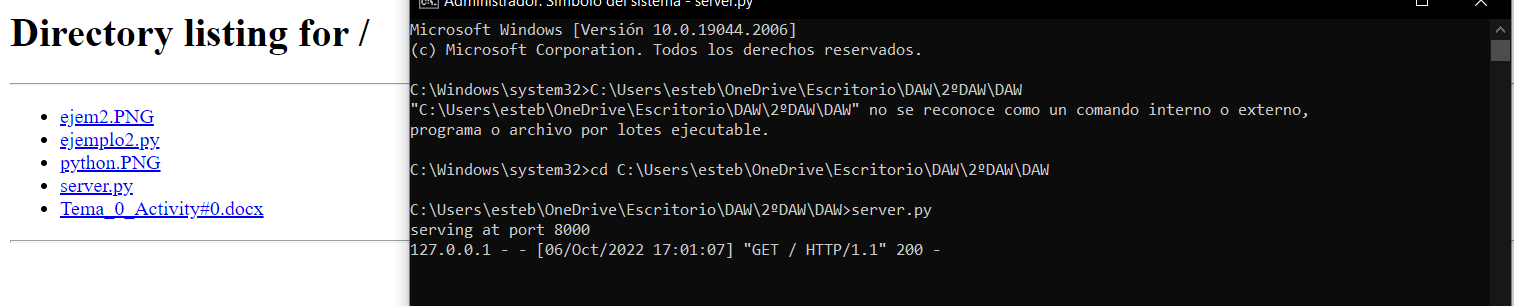 Directory listing for /
ejem2.PNG
ejemplo2.py
python.PNG
server.py
Tema_0_Activity#0.docx
Administrador: Símbolo del sistema - server.py
Microsoft Windows [Versión 10.0.19044.2006]
(c) Microsoft Corporation. Todos los derechos reservados.
C:\Windows\system32>C:\Users\esteb\OneDrive\Escritorio\DAW\2ºDAW\DAW
"C:\Users\esteb\OneDrive\Escritorio\DAW\2ºDAW\DAW" no se reconoce como un comando interno o externo,
programa o archivo por lotes ejecutable.
C:\Windows\system32>cd C:\Users\esteb\OneDrive\Escritorio\DAW\2ºDAW\DAW
C:\Users\esteb\OneDrive\Escritorio\DAW\2ºDAW\DAW>server.py
serving at port 8000
127.0.0.1 - - [06/Oct/2022 17:01:07] "GET / HTTP/1.1" 200 -